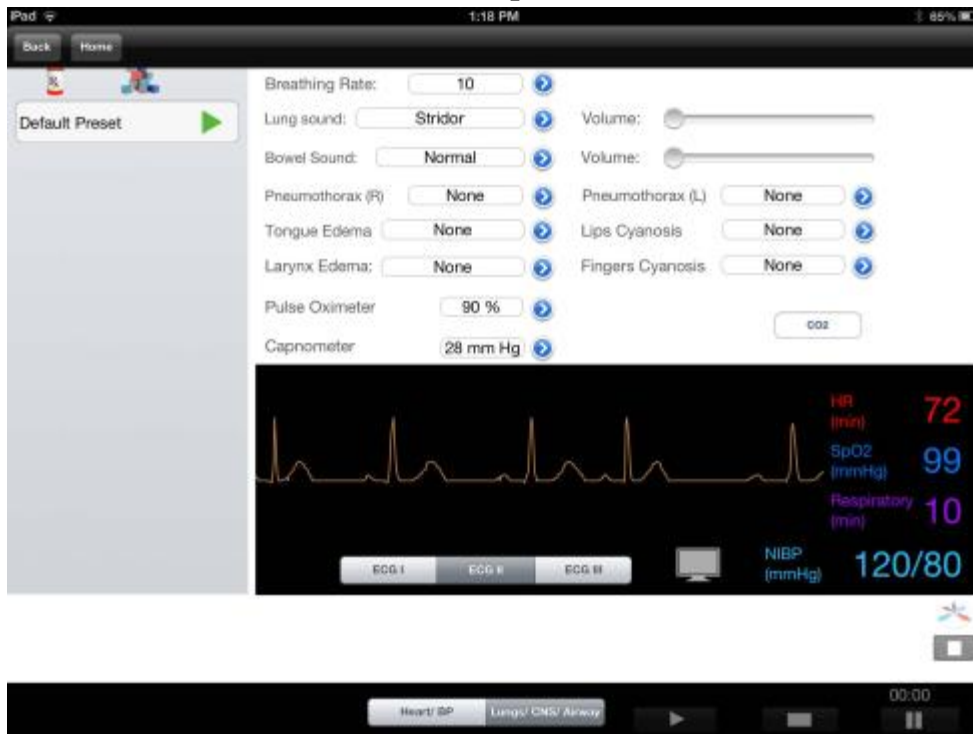 iPad 1:18 PM 65%
Back Home
Breathing Rate: 10
Default Preset
Lung sound: Stridor Volume:
Bowel Sound: Normal Volume:
Pneumothorax (R) None Pneumothorax (L) None
Tongue Edema None Lips Cyanosis None
Larynx Edema: None Fingers Cyanosis None
Pulse Oximeter 90 %
CO2
Capnometer 28 mm Hg
HR
(min) 72
SpO2
(mmHg) 99
Respiratory
(min) 10
NIBP
(mmHg) 120/80
ECG I ECG II ECG III
00:00
Heart/ BP Lungs/ CNS/ Airway